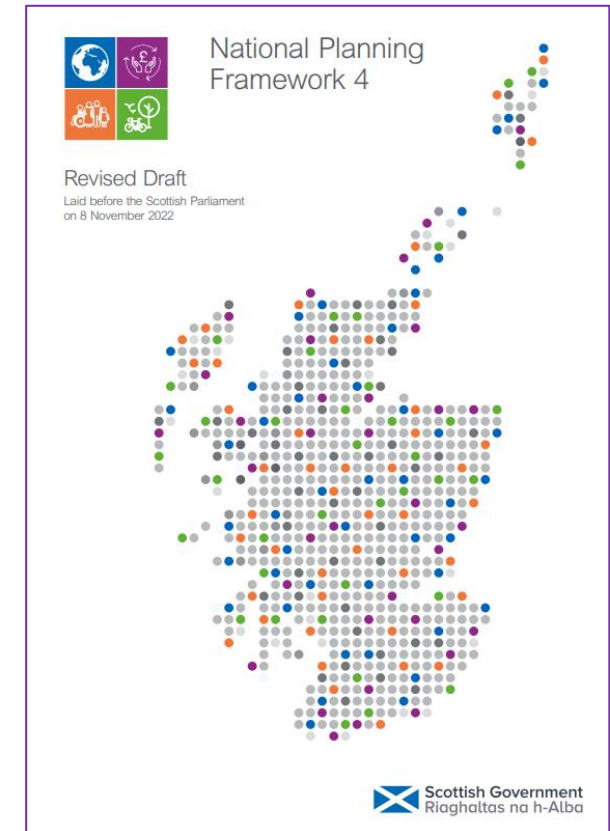 National Planning
Framework 4
Revised Draft
Laid before the Scottish Parliament
on 8 November 2022
Scottish Government
Riaghaltas na h-Alba